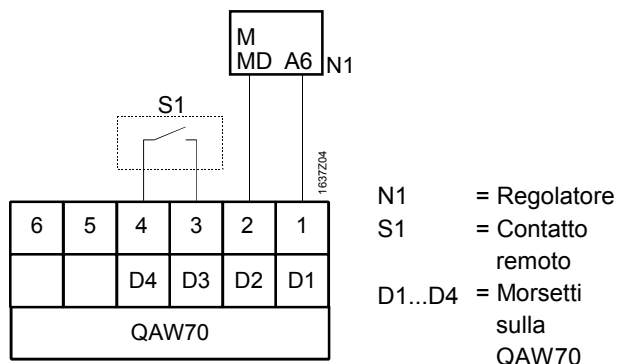 M
MD A6 N1
S1
1637Z04
6 5 4 3 2 1
D4 D3 D2 D1
QAW70
N1 = Regolatore
S1 = Contatto
remoto
D1...D4 = Morsetti
sulla
QAW70